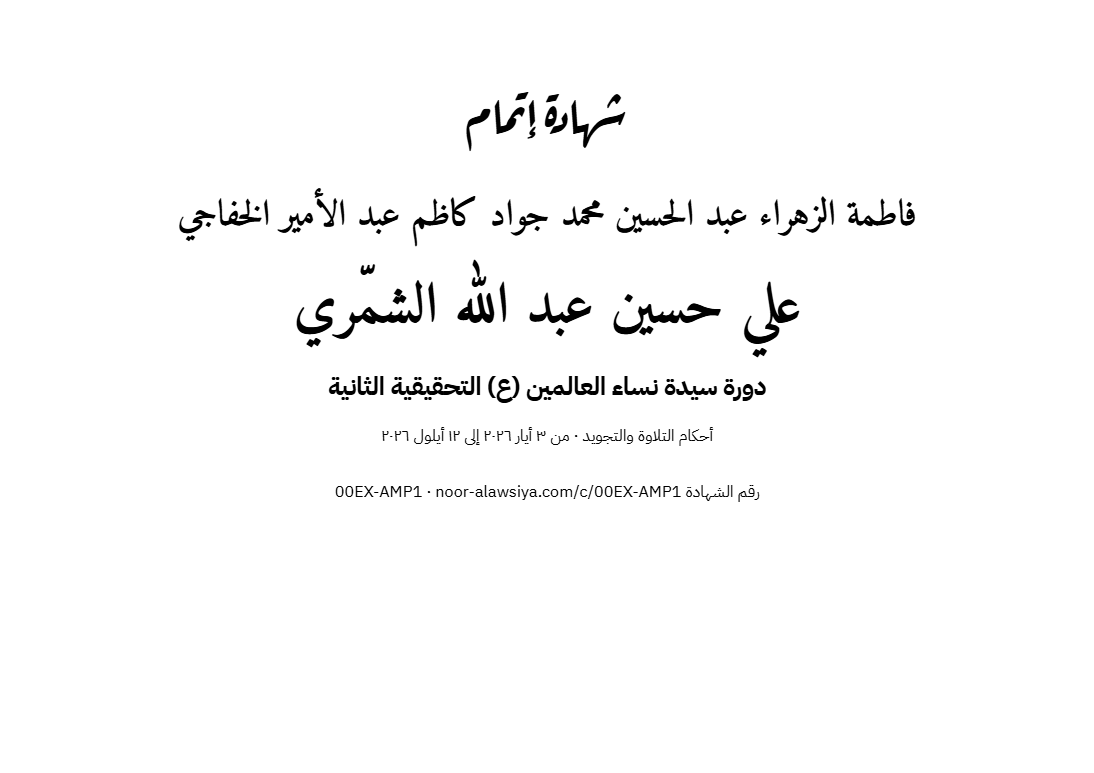 شهادة إتمام
فاطمة الزهراء عبد الحسين محمد جواد كاظم عبد الأمير الخفاجي
علي حسين عبد الله الشمّري
دورة سيدة نساء العالمين (ع) التحقيقية الثانية
أحكام التلاوة والتجويد · من ٣ أيار ٢٠٢٦ إلى ١٢ أيلول ٢٠٢٦
رقم الشهادة 00EX-AMP1 · noor-alawsiya.com/c/00EX-AMP1